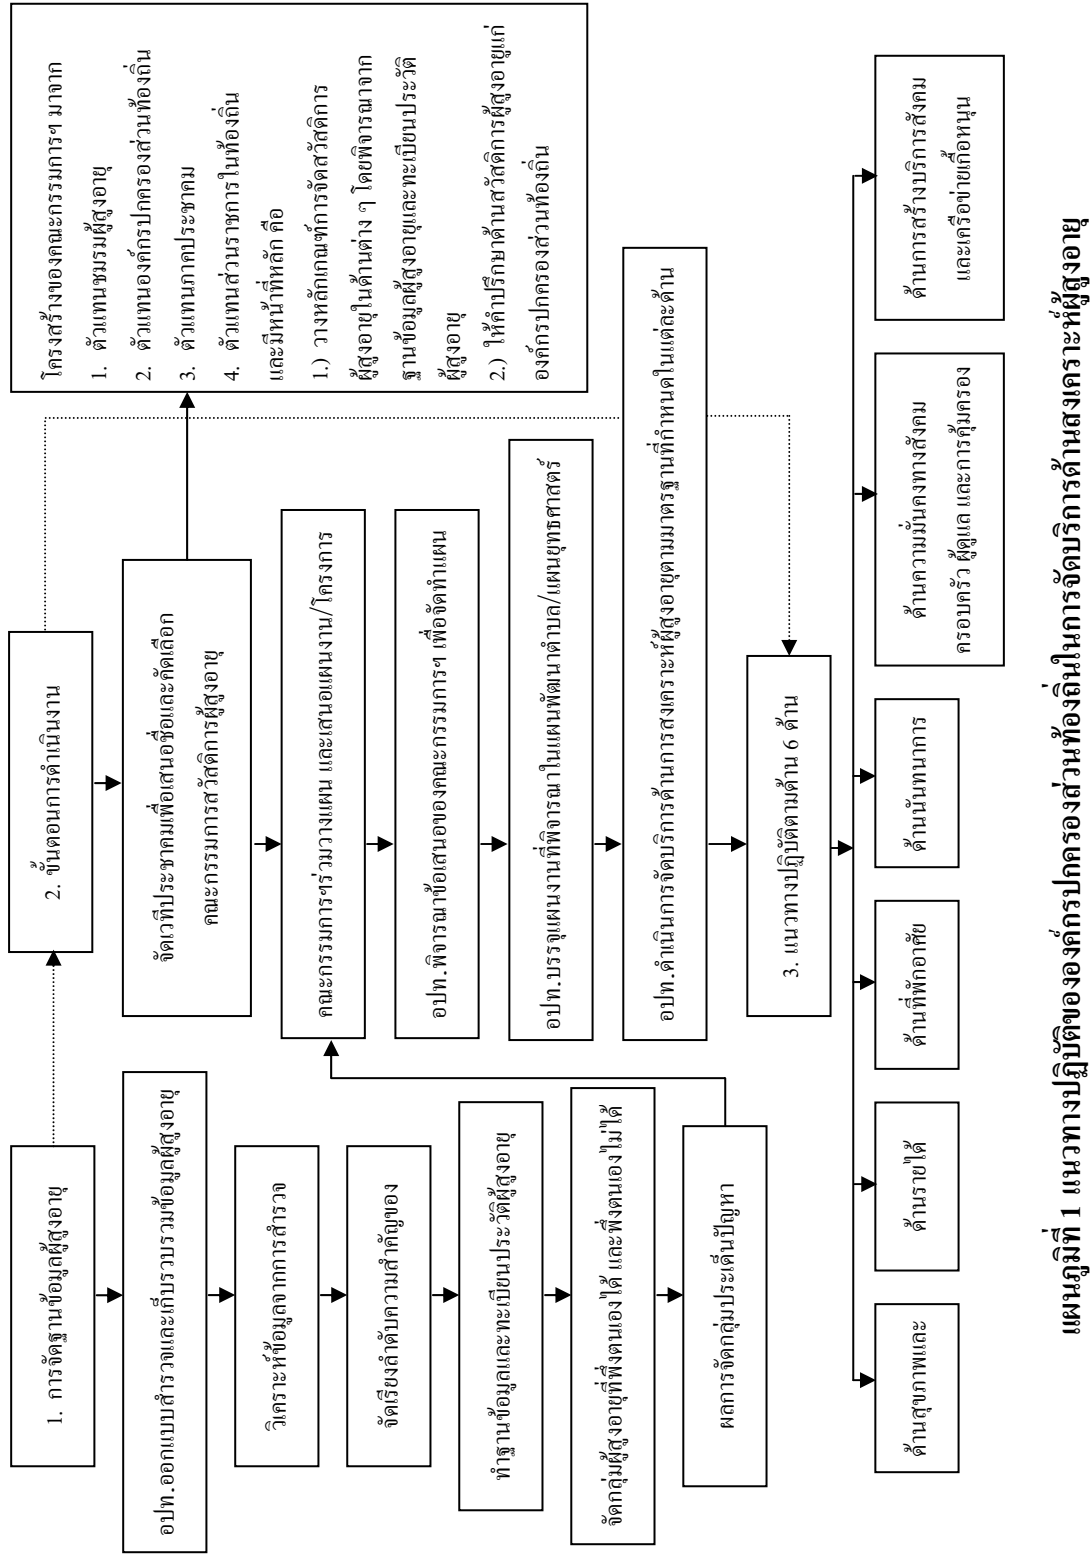 1. การจัดฐานข้อมูลผู้สูงอายุ
อปท.ออกแบบสำรวจและเก็บรวบรวมข้อมูลผู้สูงอายุ
วิเคราะห์ข้อมูลจากการสำรวจ
จัดเรียงลำดับความสำคัญของ
ทำฐานข้อมูลและทะเบียนประวัติผู้สูงอายุ
จัดกลุ่มผู้สูงอายุที่พึ่งตนเองได้ และพึ่งตนเองไม่ได้
ผลการจัดกลุ่มประเด็นปัญหา
2. ขั้นตอนการดำเนินงาน
จัดเวทีประชาคมเพื่อเสนอชื่อและคัดเลือก
คณะกรรมการสวัสดิการผู้สูงอายุ
คณะกรรมการฯร่วมวางแผน และเสนอแผนงาน/โครงการ
อปท.พิจารณาข้อเสนอของคณะกรรมการฯ เพื่อจัดทำแผน
อปท.บรรจุแผนงานที่พิจารณาในแผนพัฒนาตำบล/แผนยุทธศาสตร์
อปท.ดำเนินการจัดบริการด้านการสงเคราะห์ผู้สูงอายุตามมาตรฐานที่กำหนดในแต่ละด้าน
โครงสร้างของคณะกรรมการฯ มาจาก
1. ตัวแทนชมรมผู้สูงอายุ
2. ตัวแทนองค์กรปกครองส่วนท้องถิ่น
3. ตัวแทนภาคประชาคม
4. ตัวแทนส่วนราชการในท้องถิ่น
และมีหน้าที่หลัก คือ
1.) วางหลักเกณฑ์การจัดสวัสดิการ
ผู้สูงอายุในด้านต่าง ๆ โดยพิจารณาจาก
ฐานข้อมูลผู้สูงอายุและทะเบียนประวัติ
ผู้สูงอายุ
2.) ให้คำปรึกษาด้านสวัสดิการผู้สูงอายุแก่
องค์กรปกครองส่วนท้องถิ่น
3. แนวทางปฏิบัติตามด้าน 6 ด้าน
ด้านสุขภาพและ
ด้านรายได้
ด้านที่พักอาศัย
ด้านนันทนาการ
ด้านความมั่นคงทางสังคม
ครอบครัว ผู้ดูแล และการคุ้มครอง
ด้านการสร้างบริการสังคม
และเครือข่ายเกื้อหนุน
แผนภูมิที่ 1 แนวทางปฏิบัติขององค์กรปกครองส่วนท้องถิ่นในการจัดบริการด้านสงเคราะห์ผู้สูงอายุ